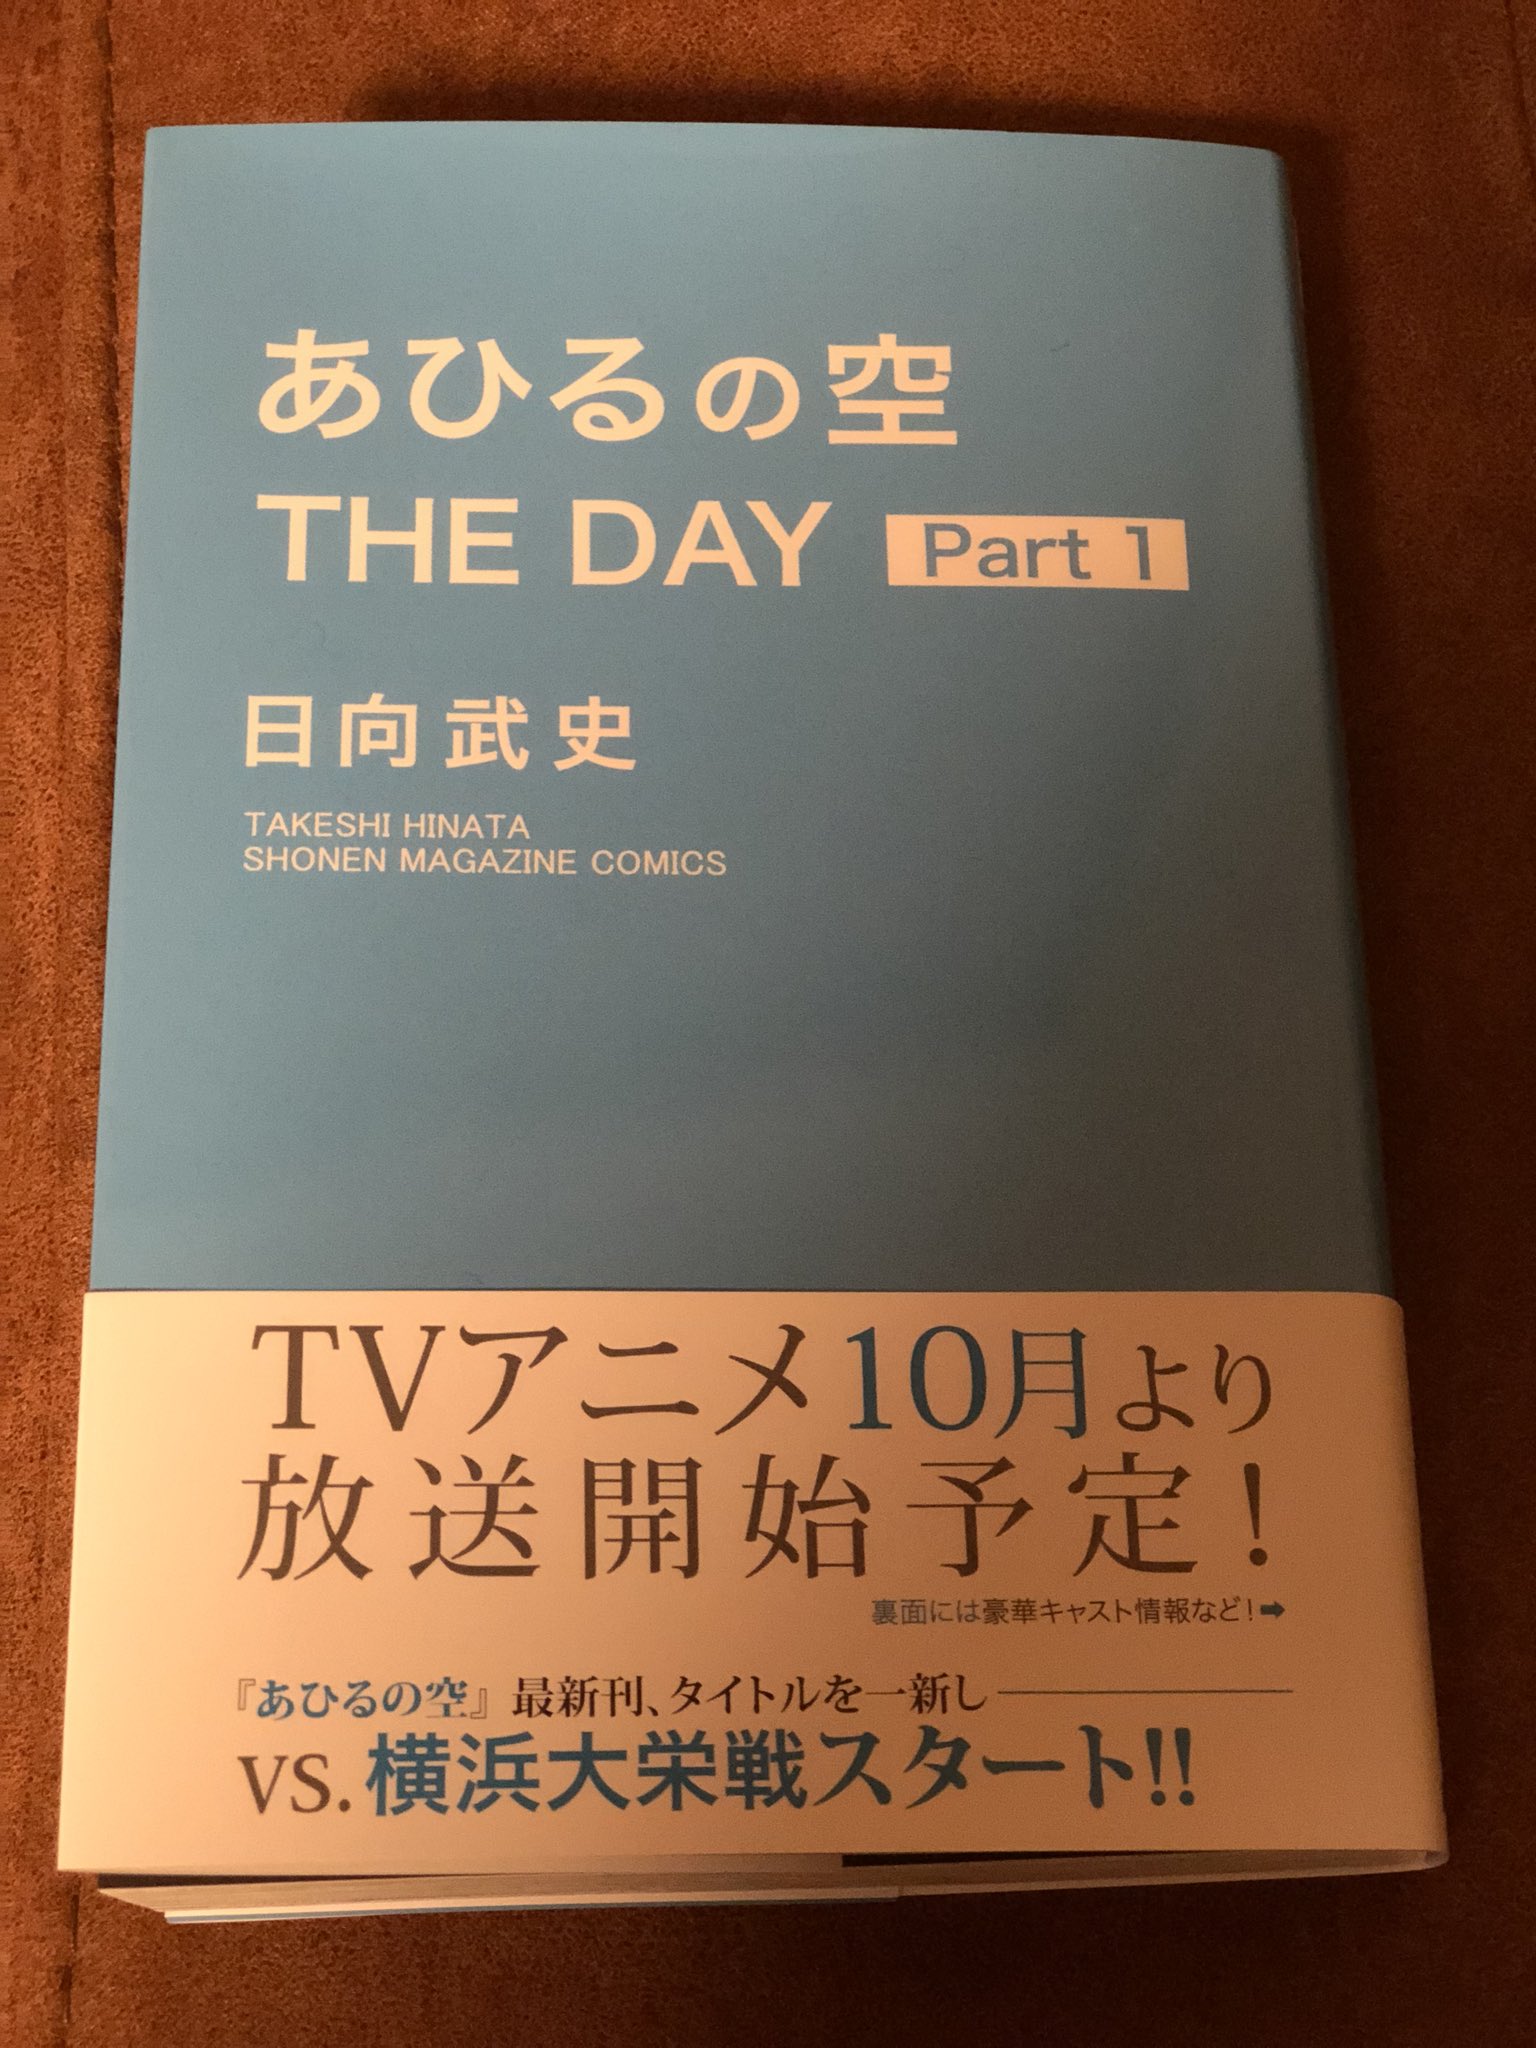 あひるの空
THE DAY Part 1
日向武史
TAKESHI HINATA
SHONEN MAGAZINE COMICS
TVアニメ10月より
放送開始予定!
裏面には豪華キャスト情報など!➡
『あひるの空』最新刊、タイトルを一新し
VS.横浜大栄戦スタート!!